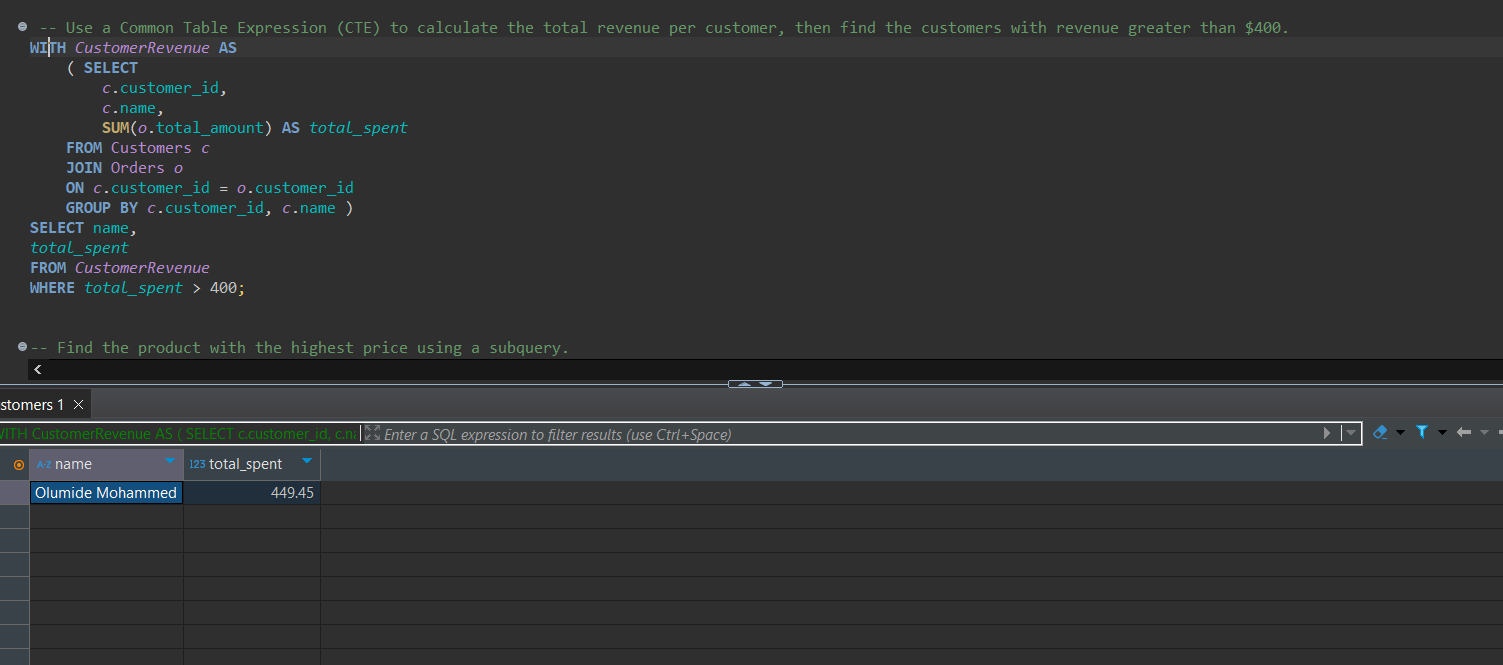 -- Use a Common Table Expression (CTE) to calculate the total revenue per customer, then find the customers with revenue greater than $400.
WITH CustomerRevenue AS
( SELECT
c.customer_id,
c.name,
SUM(o.total_amount) AS total_spent
FROM Customers c
JOIN Orders o
ON c.customer_id = o.customer_id
GROUP BY c.customer_id, c.name )
SELECT name,
total_spent
FROM CustomerRevenue
WHERE total_spent > 400;
-- Find the product with the highest price using a subquery.
stomers 1
WITH CustomerRevenue AS ( SELECT c.customer_id, c.na Enter a SQL expression to filter results (use Ctrl+Space)
A-Z name 123 total_spent
Olumide Mohammed 449.45